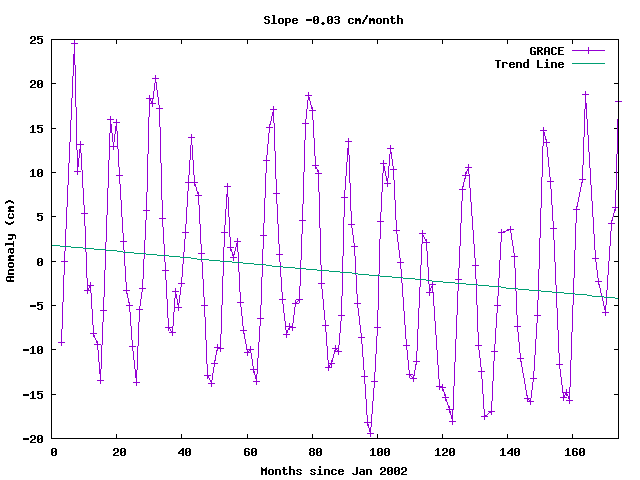 Slope -0.03 cm/month
GRACE
Trend Line
25
20
15
10
5
0
-5
-10
-15
-20
Anomaly (cm)
0 20 40 60 80 100 120 140 160
Months since Jan 2002